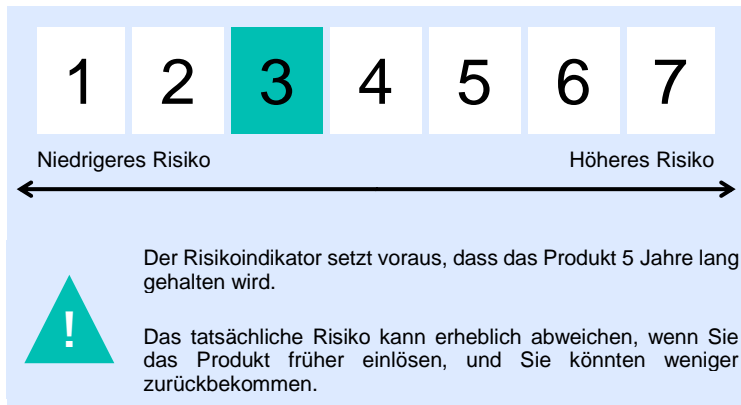 1 2 3 4 5 6 7
Niedrigeres Risiko Höheres Risiko
Der Risikoindikator setzt voraus, dass das Produkt 5 Jahre lang
gehalten wird.
!
Das tatsächliche Risiko kann erheblich abweichen, wenn Sie
das Produkt früher einlösen, und Sie könnten weniger
zurückbekommen.